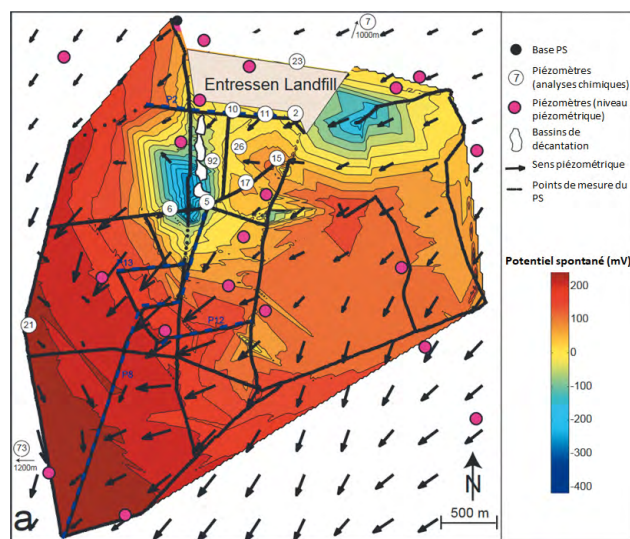 7
1000m
23
Entressen Landfill
P2
10
11
2
26
92
15
17
6
5
A13
21
P12
P8
73
1200m
N
a
500 m
Base PS
7
Piézomètres
(analyses chimiques)
Piézomètres (niveau
piézométrique)
Bassins de
décantation
Sens piézométrique
Points de mesure du
PS
Potentiel spontané (mV)
200
100
0
-100
-200
-300
-400